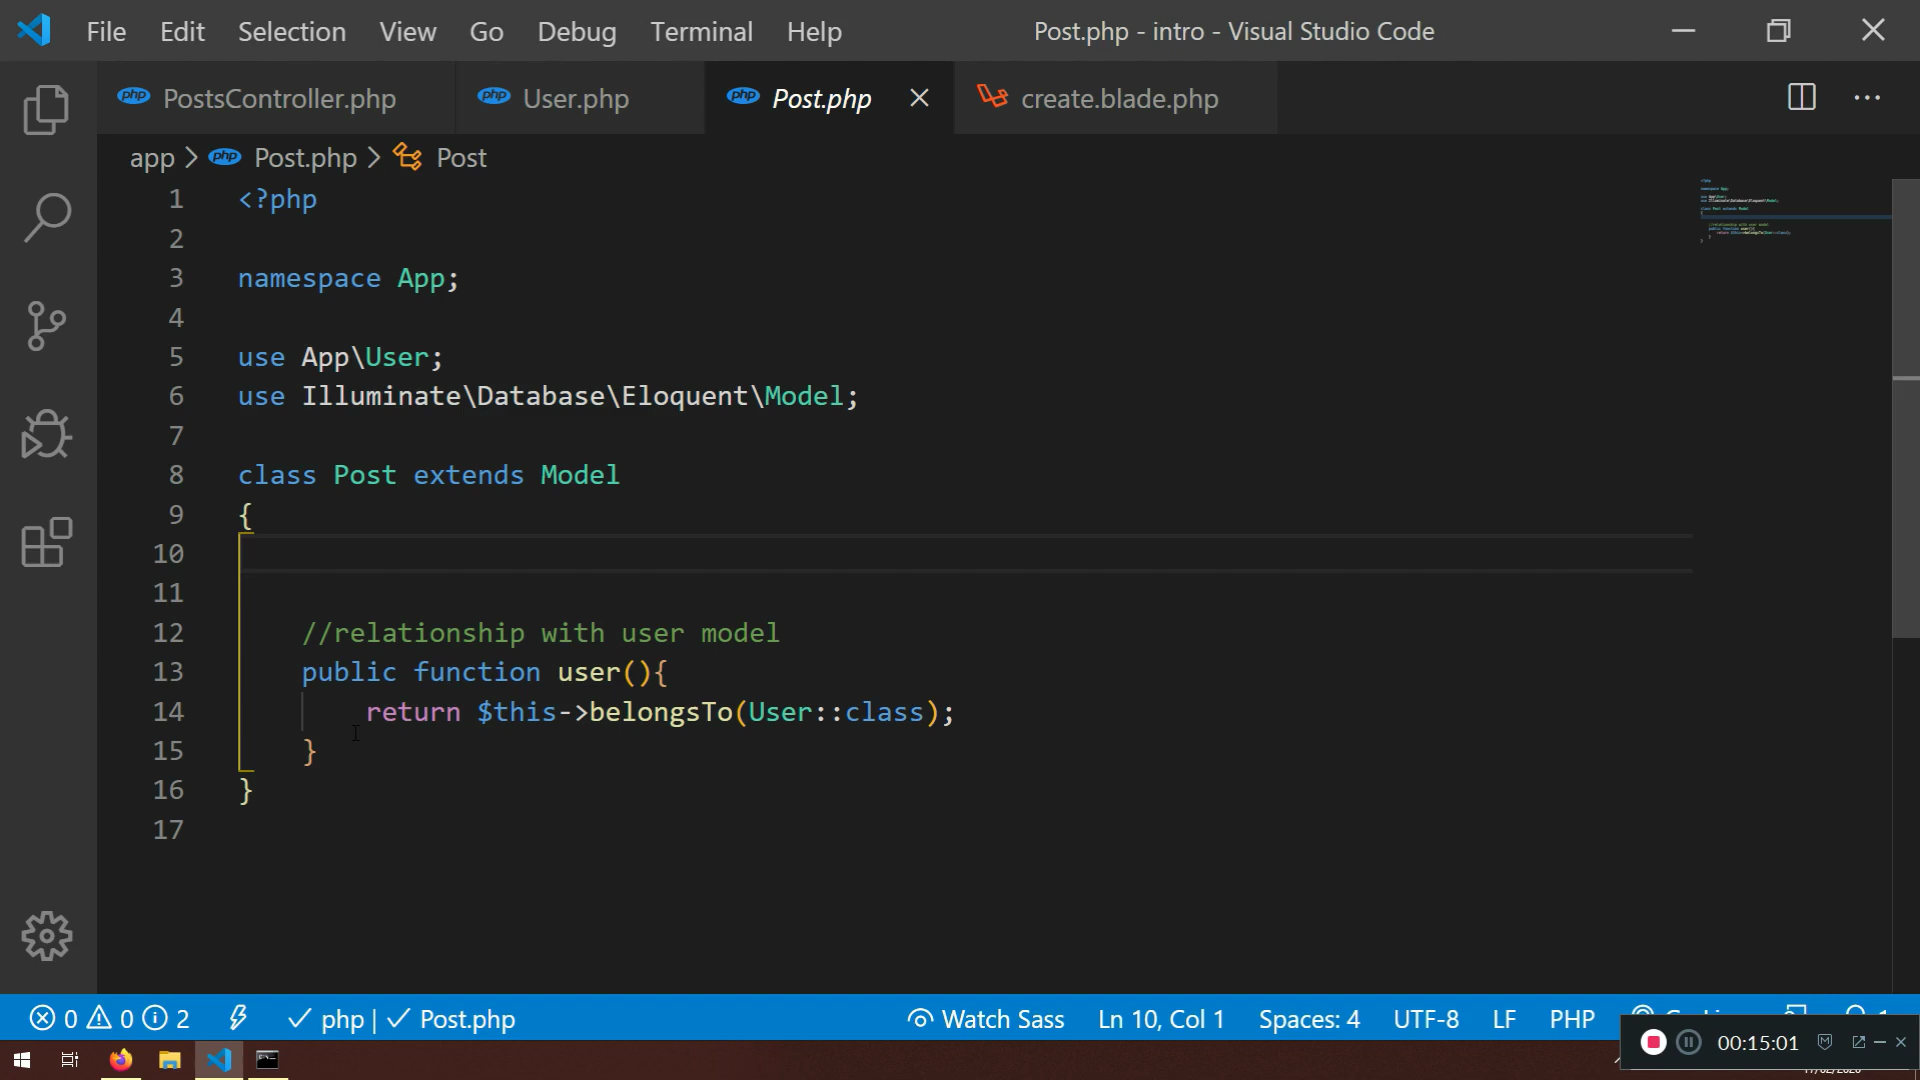 File Edit Selection View Go Debug Terminal Help Post.php - intro - Visual Studio Code
php PostsController.php php User.php php Post.php create.blade.php
app > php Post.php > Post
1 <?php
2
3 namespace App;
4
5 use App\User;
6 use Illuminate\Database\Eloquent\Model;
7
8 class Post extends Model
9 {
10
11
12 //relationship with user model
13 public function user(){
14 return $this->belongsTo(User::class);
15 }
16 }
17
0 0 2 php | Post.php Watch Sass Ln 10, Col 1 Spaces: 4 UTF-8 LF PHP
00:15:01